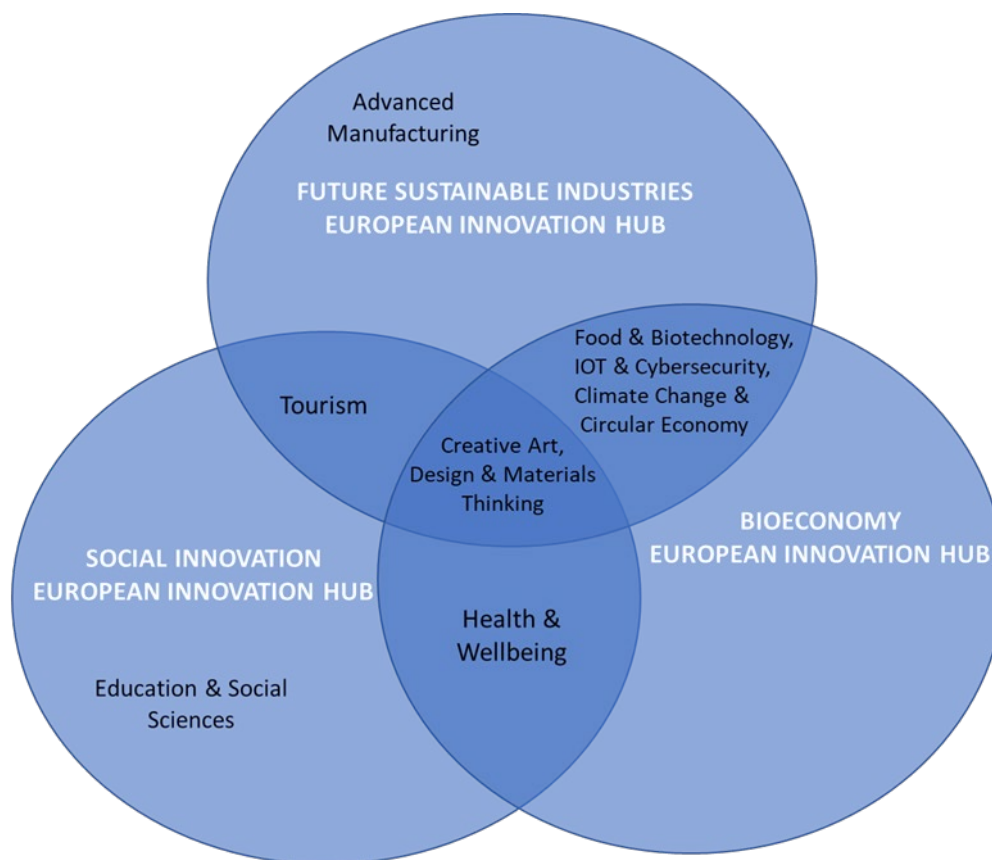 Advanced
Manufacturing
FUTURE SUSTAINABLE INDUSTRIES
EUROPEAN INNOVATION HUB
Food & Biotechnology,
IOT & Cybersecurity,
Climate Change &
Circular Economy
Tourism
Creative Art,
Design & Materials
Thinking
BIOECONOMY
EUROPEAN INNOVATION HUB
SOCIAL INNOVATION
EUROPEAN INNOVATION HUB
Health &
Wellbeing
Education & Social
Sciences